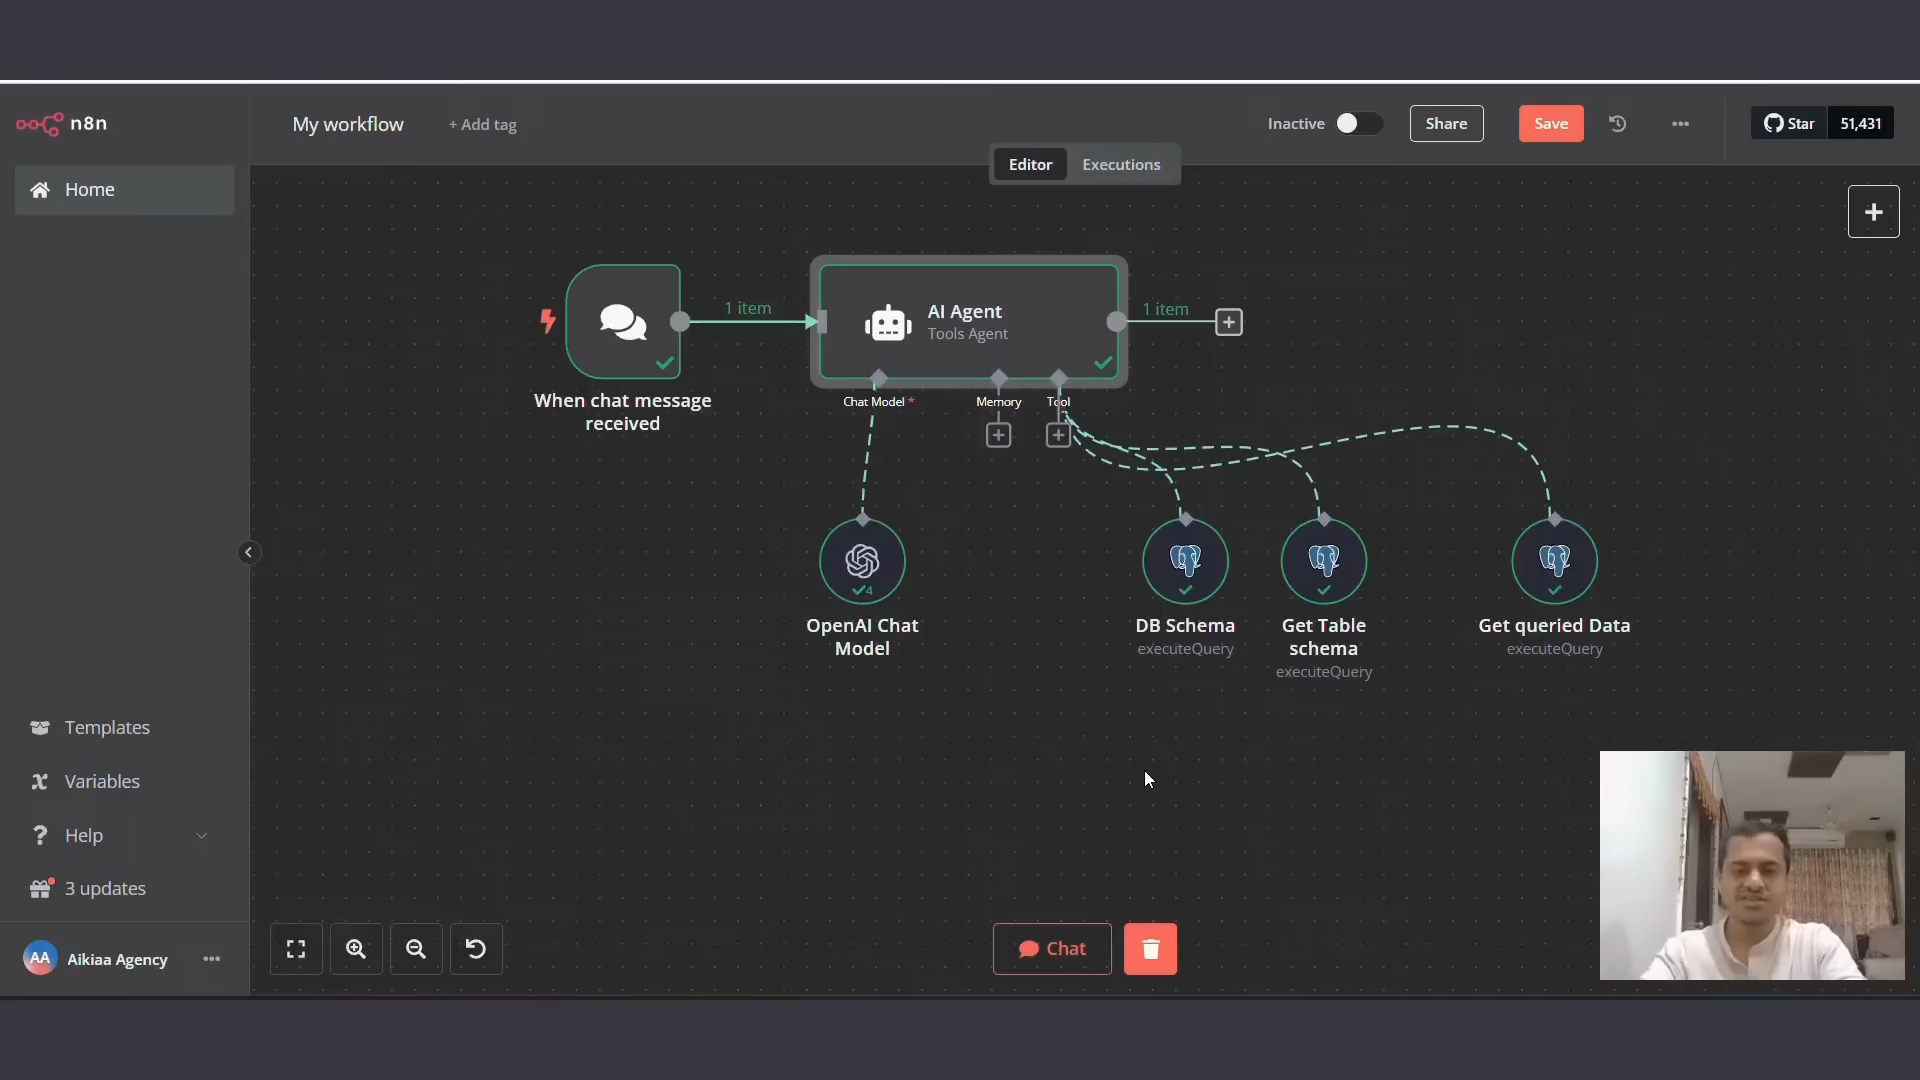 n8n
My workflow
+ Add tag
Inactive
Share
Save
Star
51,431
Editor
Executions
Home
1 item
AI Agent
Tools Agent
1 item
When chat message
received
Chat Model *
Memory
Tool
4
OpenAI Chat
Model
DB Schema
executeQuery
Get Table
schema
executeQuery
Get queried Data
executeQuery
Templates
Variables
Help
3 updates
AA
Aikiaa Agency
Chat